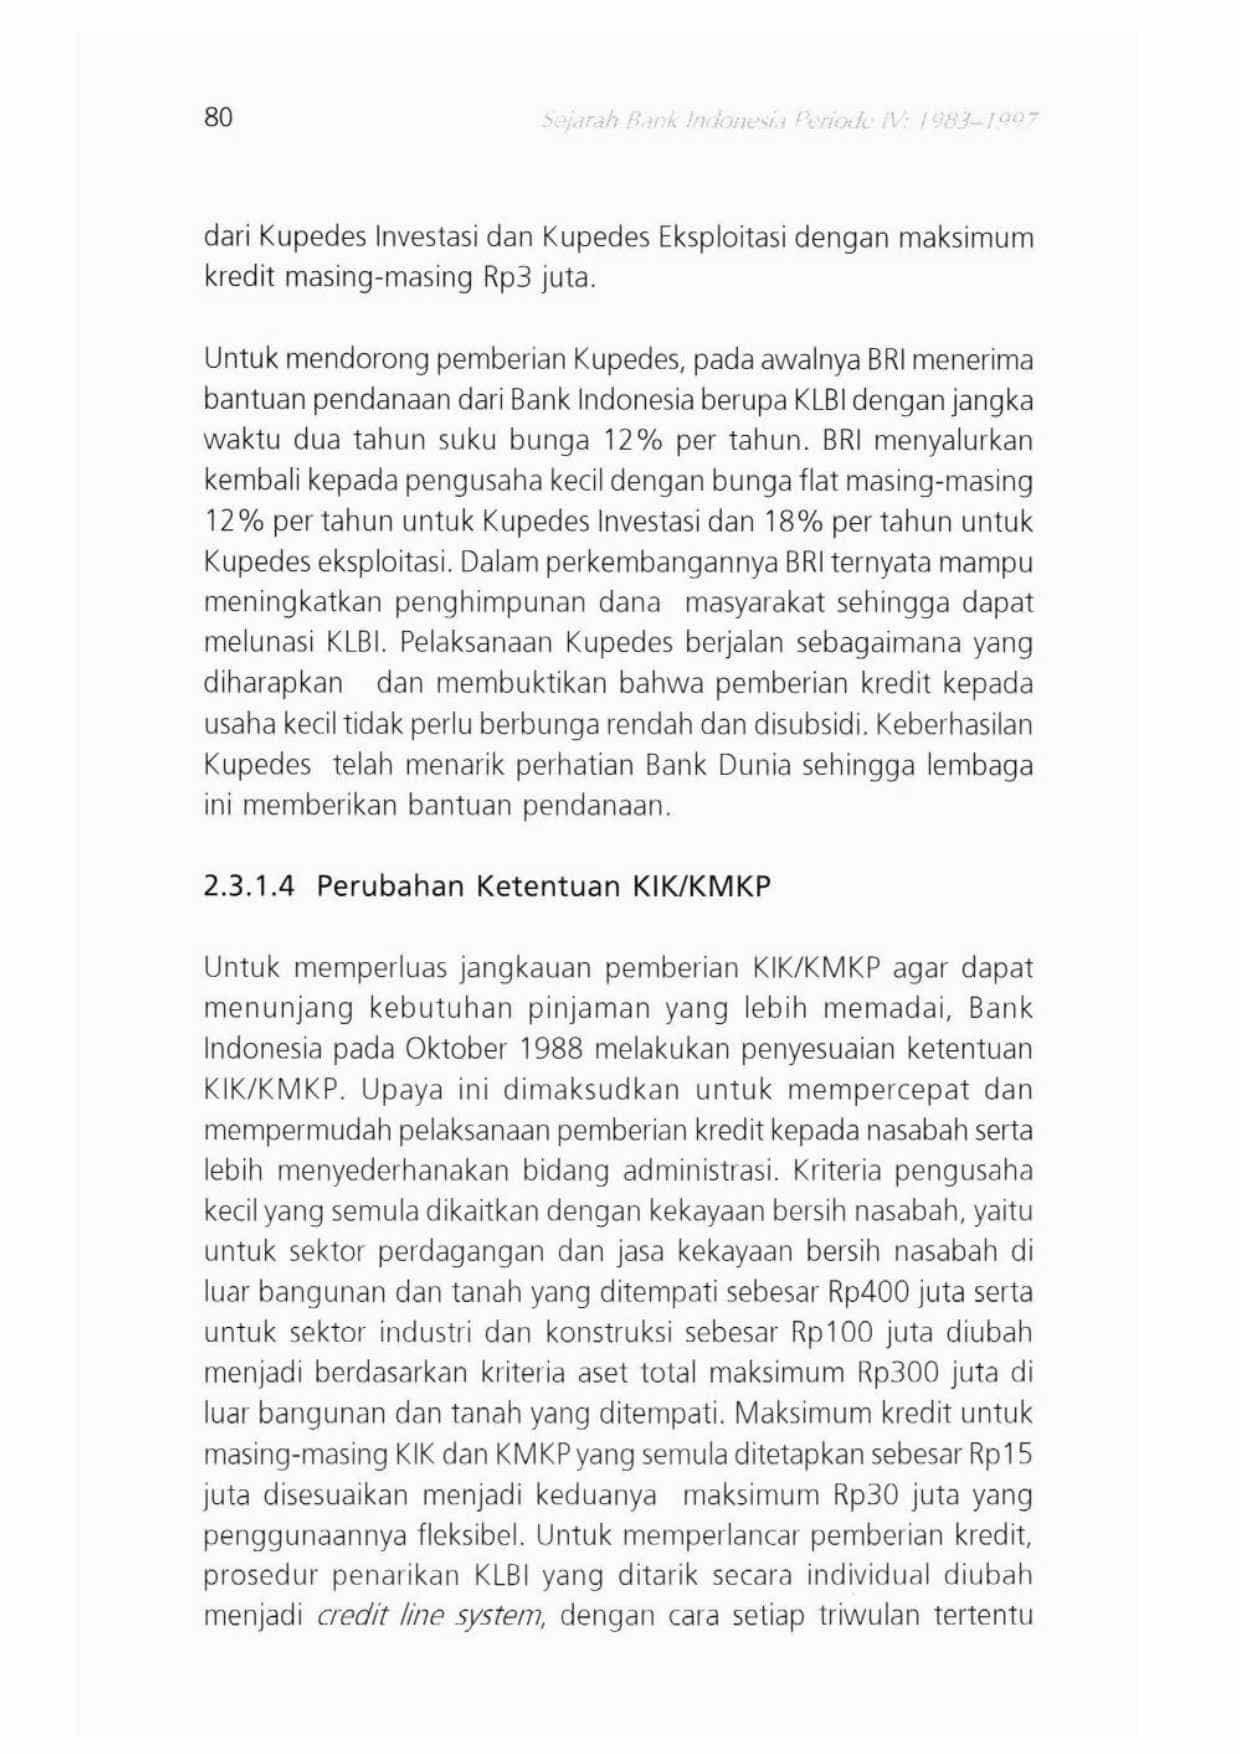 80
Sejarah Bank Indonesia Periode IV: 1983–1997
dari Kupedes Investasi dan Kupedes Eksploitasi dengan maksimum
kredit masing-masing Rp3 juta.
Untuk mendorong pemberian Kupedes, pada awalnya BRI menerima
bantuan pendanaan dari Bank Indonesia berupa KLBI dengan jangka
waktu dua tahun suku bunga 12% per tahun. BRI menyalurkan
kembali kepada pengusaha kecil dengan bunga flat masing-masing
12% per tahun untuk Kupedes Investasi dan 18% per tahun untuk
Kupedes eksploitasi. Dalam perkembangannya BRI ternyata mampu
meningkatkan penghimpunan dana masyarakat sehingga dapat
melunasi KLBI. Pelaksanaan Kupedes berjalan sebagaimana yang
diharapkan dan membuktikan bahwa pemberian kredit kepada
usaha kecil tidak perlu berbunga rendah dan disubsidi. Keberhasilan
Kupedes telah menarik perhatian Bank Dunia sehingga lembaga
ini memberikan bantuan pendanaan.
2.3.1.4 Perubahan Ketentuan KIK/KMKP
Untuk memperluas jangkauan pemberian KIK/KMKP agar dapat
menunjang kebutuhan pinjaman yang lebih memadai, Bank
Indonesia pada Oktober 1988 melakukan penyesuaian ketentuan
KIK/KMKP. Upaya ini dimaksudkan untuk mempercepat dan
mempermudah pelaksanaan pemberian kredit kepada nasabah serta
lebih menyederhanakan bidang administrasi. Kriteria pengusaha
kecil yang semula dikaitkan dengan kekayaan bersih nasabah, yaitu
untuk sektor perdagangan dan jasa kekayaan bersih nasabah di
luar bangunan dan tanah yang ditempati sebesar Rp400 juta serta
untuk sektor industri dan konstruksi sebesar Rp100 juta diubah
menjadi berdasarkan kriteria aset total maksimum Rp300 juta di
luar bangunan dan tanah yang ditempati. Maksimum kredit untuk
masing-masing KIK dan KMKP yang semula ditetapkan sebesar Rp15
juta disesuaikan menjadi keduanya maksimum Rp30 juta yang
penggunaannya fleksibel. Untuk memperlancar pemberian kredit,
prosedur penarikan KLBI yang ditarik secara individual diubah
menjadi credit line system, dengan cara setiap triwulan tertentu